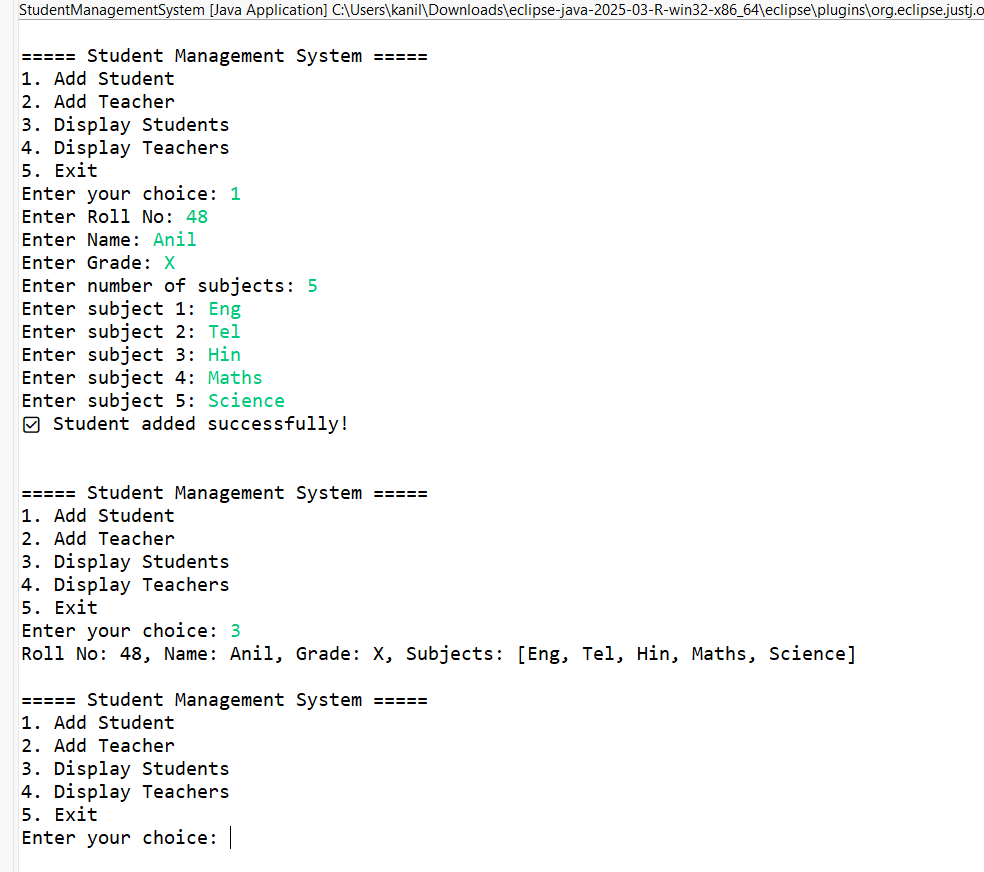 StudentManagementSystem [Java Application] C:\Users\kanil\Downloads\eclipse-java-2025-03-R-win32-x86_64\eclipse\plugins\org.eclipse.justj.o
===== Student Management System =====
1. Add Student
2. Add Teacher
3. Display Students
4. Display Teachers
5. Exit
Enter your choice: 1
Enter Roll No: 48
Enter Name: Anil
Enter Grade: X
Enter number of subjects: 5
Enter subject 1: Eng
Enter subject 2: Tel
Enter subject 3: Hin
Enter subject 4: Maths
Enter subject 5: Science
☑ Student added successfully!
===== Student Management System =====
1. Add Student
2. Add Teacher
3. Display Students
4. Display Teachers
5. Exit
Enter your choice: 3
Roll No: 48, Name: Anil, Grade: X, Subjects: [Eng, Tel, Hin, Maths, Science]
===== Student Management System =====
1. Add Student
2. Add Teacher
3. Display Students
4. Display Teachers
5. Exit
Enter your choice: